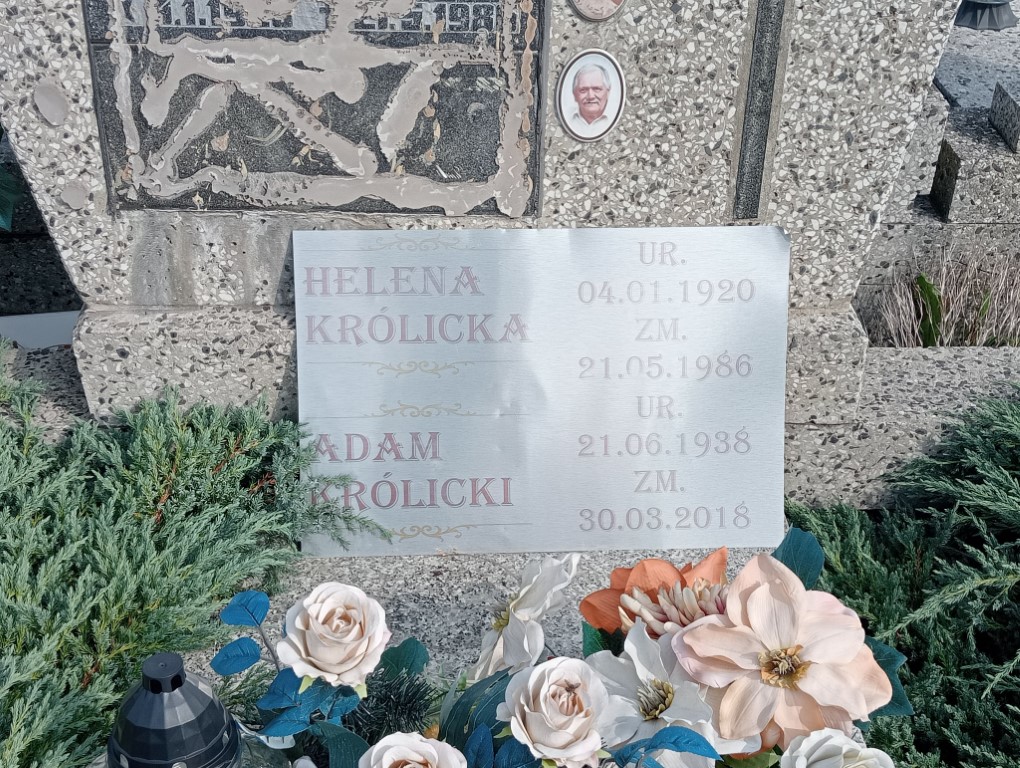 HELENA
KRÓLICKA
UR.
04.01.1920
ZM.
21.05.1986
ADAM
KRÓLICKI
UR.
21.06.1938
ZM.
30.03.2018